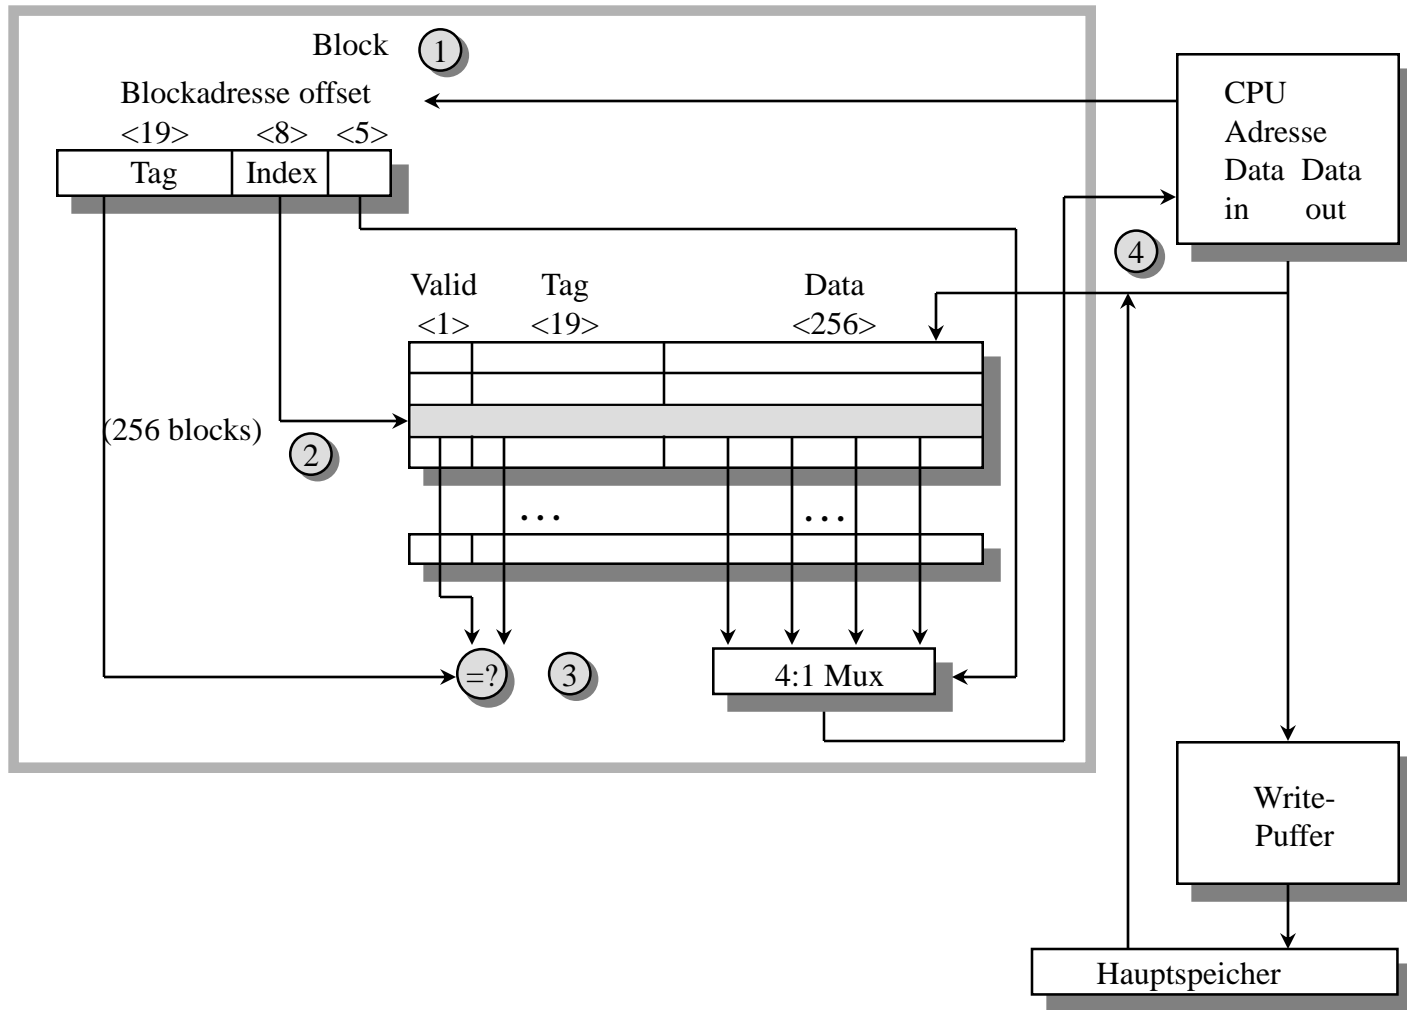 Block 1
Blockadresse offset
<19> <8> <5>
Tag Index
CPU
Adresse
Data Data
in out
4
Valid Tag Data
<1> <19> <256>
(256 blocks)
2
... ...
=? 3 4:1 Mux
Write-
Puffer
Hauptspeicher